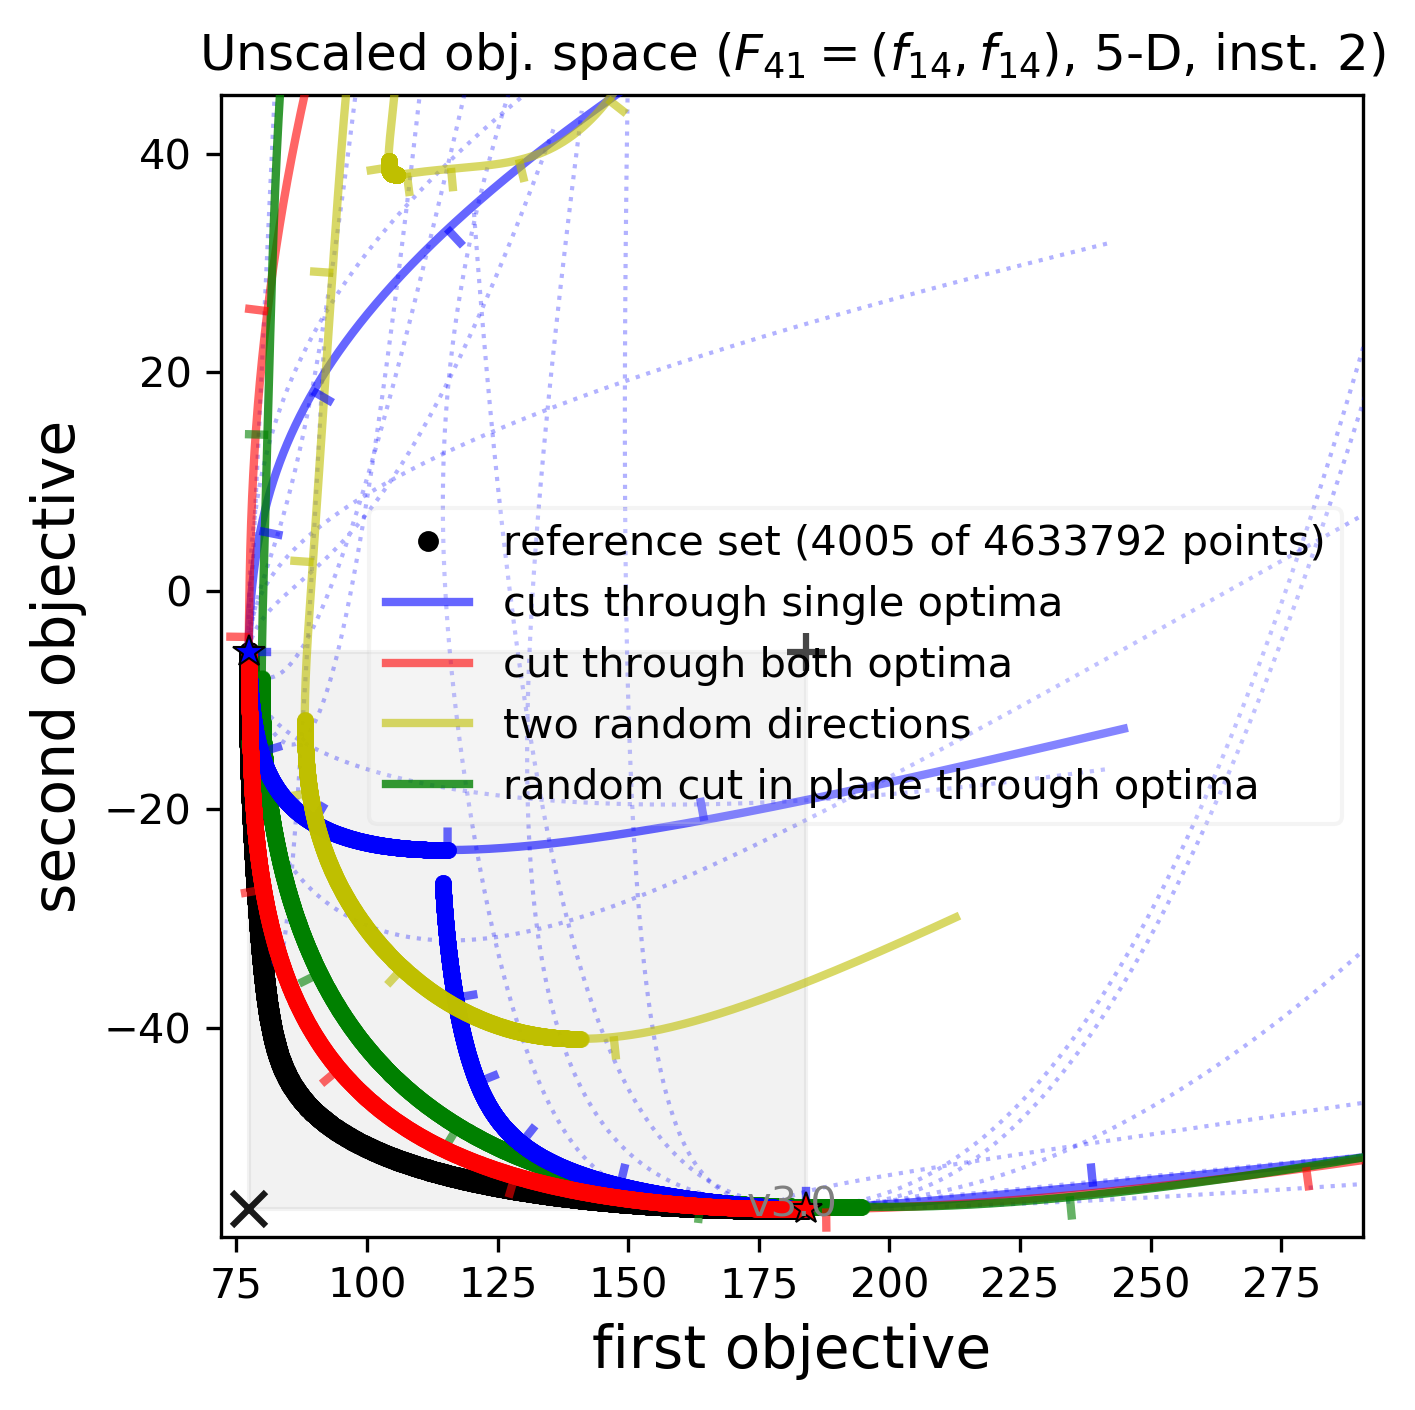 Unscaled obj. space (F₄₁ = (f₁₄, f₁₄), 5-D, inst. 2)
40
20
0
−20
−40
second objective
reference set (4005 of 4633792 points)
cuts through single optima
cut through both optima
two random directions
random cut in plane through optima
v3.0
75 100 125 150 175 200 225 250 275
first objective